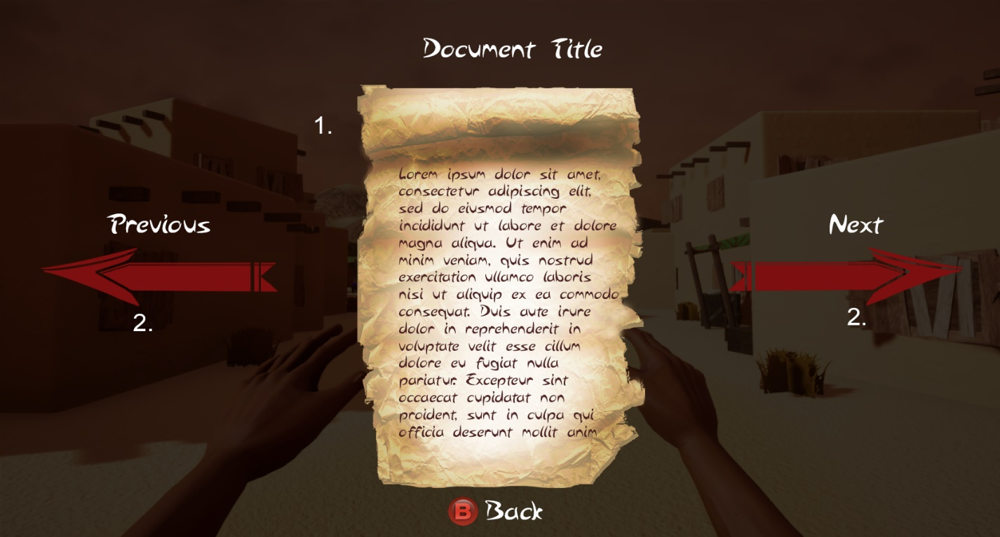 Document Title
1.
Lorem ipsum dolor sit amet,
consectetur adipiscing elit,
sed do eiusmod tempor
incididunt ut labore et dolore
magna aliqua. Ut enim ad
minim veniam, quis nostrud
exercitation ullamco laboris
nisi ut aliquip ex ea commodo
consequat. Duis aute irure
dolor in reprehenderit in
voluptate velit esse cillum
dolore eu fugiat nulla
pariatur. Excepteur sint
occaecat cupidatat non
proident, sunt in culpa qui
officia deserunt mollit anim
Previous
2.
Next
2.
B Back